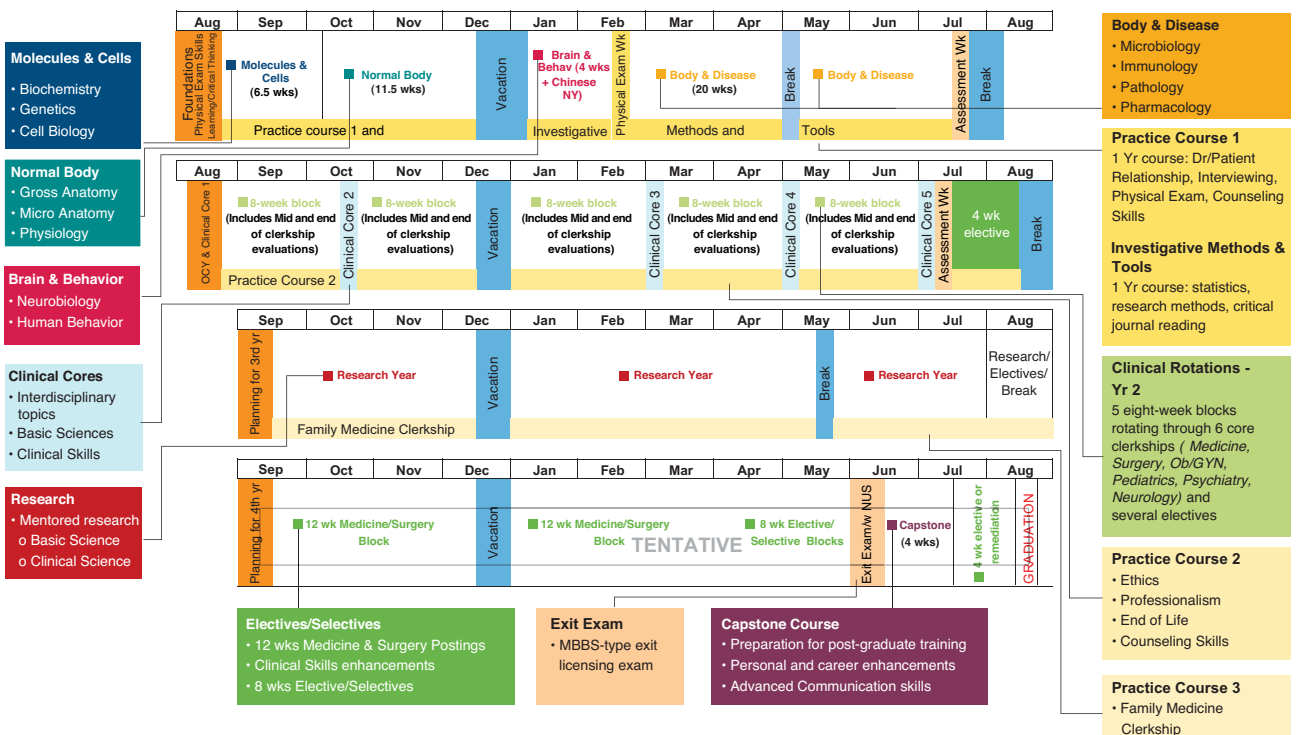 Aug Sep Oct Nov Dec Jan Feb Mar Apr May Jun Jul Aug
Foundations
Physical Exam Skills
Learning/Critical Thinking
Molecules &
Cells
(6.5 wks)
Normal Body
(11.5 wks)
Vacation
Brain &
Behav (4 wks
+ Chinese
NY)
Physical Exam Wk
Body & Disease
(20 wks)
Break
Body & Disease
Assessment Wk
Break
Practice course 1 and
Investigative
Methods and
Tools
Aug Sep Oct Nov Dec Jan Feb Mar Apr May Jun Jul Aug
OCY & Clinical Core 1
8-week block
(Includes Mid and end
of clerkship
evaluations)
Clinical Core 2
8-week block
(Includes Mid and end
of clerkship
evaluations)
Vacation
8-week block
(Includes Mid and end
of clerkship
evaluations)
Clinical Core 3
8-week block
(Includes Mid and end
of clerkship
evaluations)
Clinical Core 4
8-week block
(Includes Mid and end
of clerkship
evaluations)
Clinical Core 5
Assessment Wk
4 wk
elective
Break
Practice Course 2
Sep Oct Nov Dec Jan Feb Mar Apr May Jun Jul Aug
Planning for 3rd yr
Research Year
Vacation
Research Year
Break
Research Year
Research/
Electives/
Break
Family Medicine Clerkship
Sep Oct Nov Dec Jan Feb Mar Apr May Jun Jul Aug
Planning for 4th yr
12 wk Medicine/Surgery
Block
Vacation
12 wk Medicine/Surgery
Block
TENTATIVE
8 wk Elective/
Selective Blocks
Exit Exam/w NUS
Capstone
(4 wks)
4 wk elective or
remediation
GRADUATION
Molecules & Cells
• Biochemistry
• Genetics
• Cell Biology
Normal Body
• Gross Anatomy
• Micro Anatomy
• Physiology
Brain & Behavior
• Neurobiology
• Human Behavior
Clinical Cores
• Interdisciplinary
topics
• Basic Sciences
• Clinical Skills
Research
• Mentored research
o Basic Science
o Clinical Science
Electives/Selectives
• 12 wks Medicine & Surgery Postings
• Clinical Skills enhancements
• 8 wks Elective/Selectives
Exit Exam
• MBBS-type exit
licensing exam
Capstone Course
• Preparation for post-graduate training
• Personal and career enhancements
• Advanced Communication skills
Body & Disease
• Microbiology
• Immunology
• Pathology
• Pharmacology
Practice Course 1
1 Yr course: Dr/Patient
Relationship, Interviewing,
Physical Exam, Counseling
Skills
Investigative Methods &
Tools
1 Yr course: statistics,
research methods, critical
journal reading
Clinical Rotations -
Yr 2
5 eight-week blocks
rotating through 6 core
clerkships ( Medicine,
Surgery, Ob/GYN,
Pediatrics, Psychiatry,
Neurology) and
several electives
Practice Course 2
• Ethics
• Professionalism
• End of Life
• Counseling Skills
Practice Course 3
• Family Medicine
Clerkship